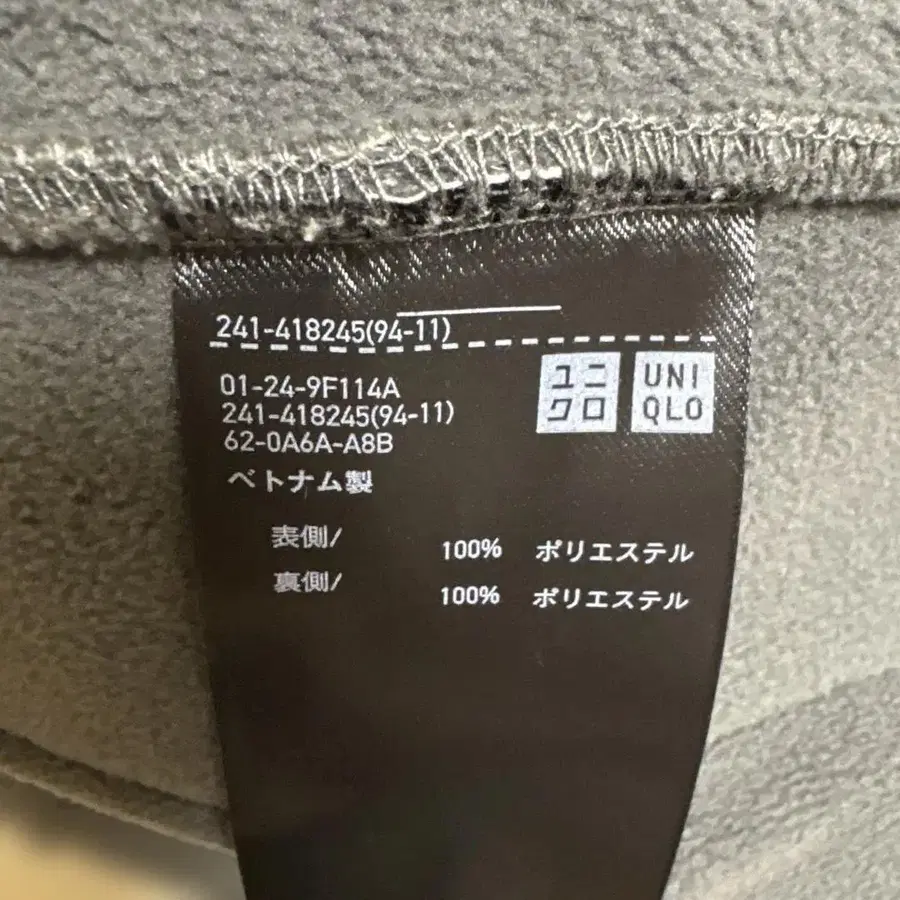 241-418245(94-11)
ユニ
クロ
UNI
QLO
01-24-9F114A
241-418245(94-11)
62-0A6A-A8B
ベトナム製
表側/ 100% ポリエステル
裏側/ 100% ポリエステル